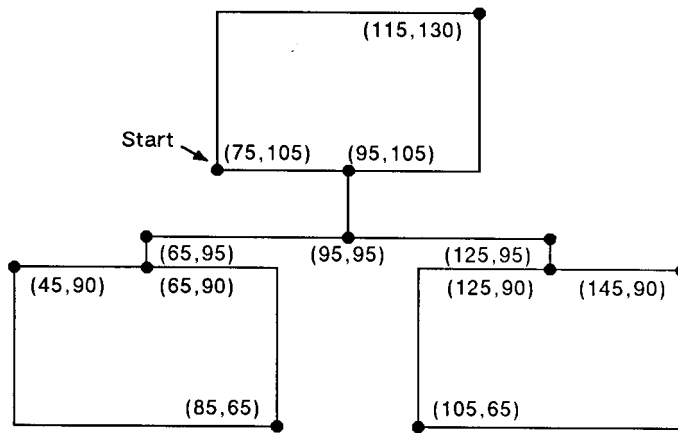 (115,130)
Start
(75,105) (95,105)
(65,95) (95,95) (125,95)
(45,90) (65,90) (125,90) (145,90)
(85,65) (105,65)